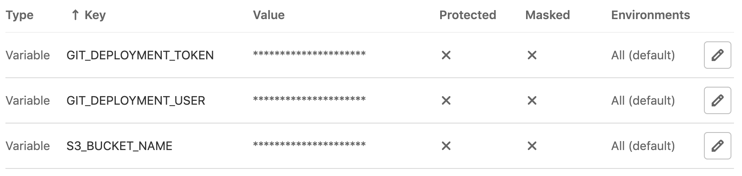 Type ↑ Key Value Protected Masked Environments
Variable GIT_DEPLOYMENT_TOKEN ********************* ✕ ✕ All (default)
Variable GIT_DEPLOYMENT_USER ********************* ✕ ✕ All (default)
Variable S3_BUCKET_NAME ********************* ✕ ✕ All (default)